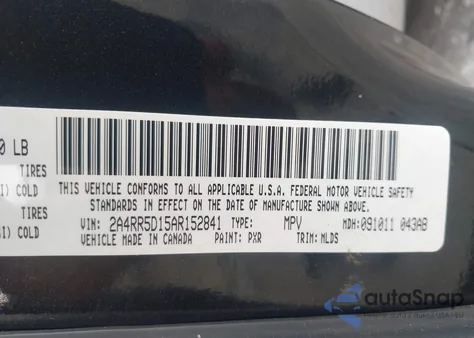 0 LB
TIRES
I) COLD
TIRES
SI) COLD
THIS VEHICLE CONFORMS TO ALL APPLICABLE U.S.A. FEDERAL MOTOR VEHICLE SAFETY
STANDARDS IN EFFECT ON THE DATE OF MANUFACTURE SHOWN ABOVE.
VIN: 2A4RR5D15AR152841 TYPE: MPV MDH: 091011 043AB
VEHICLE MADE IN CANADA PAINT: PXR TRIM: MLDS
autoSnap